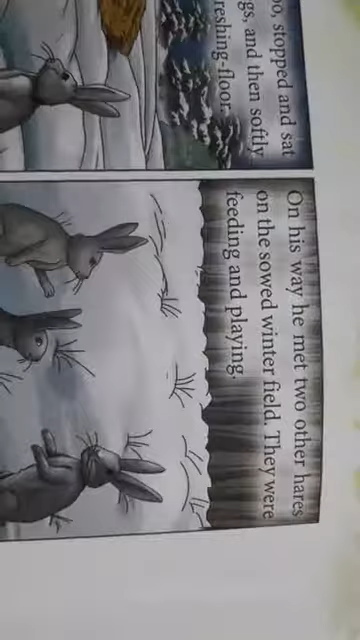 oo, stopped and sat
gs, and then softly
reshing-floor.
On his way he met two other hares
on the sowed winter field. They were
feeding and playing.